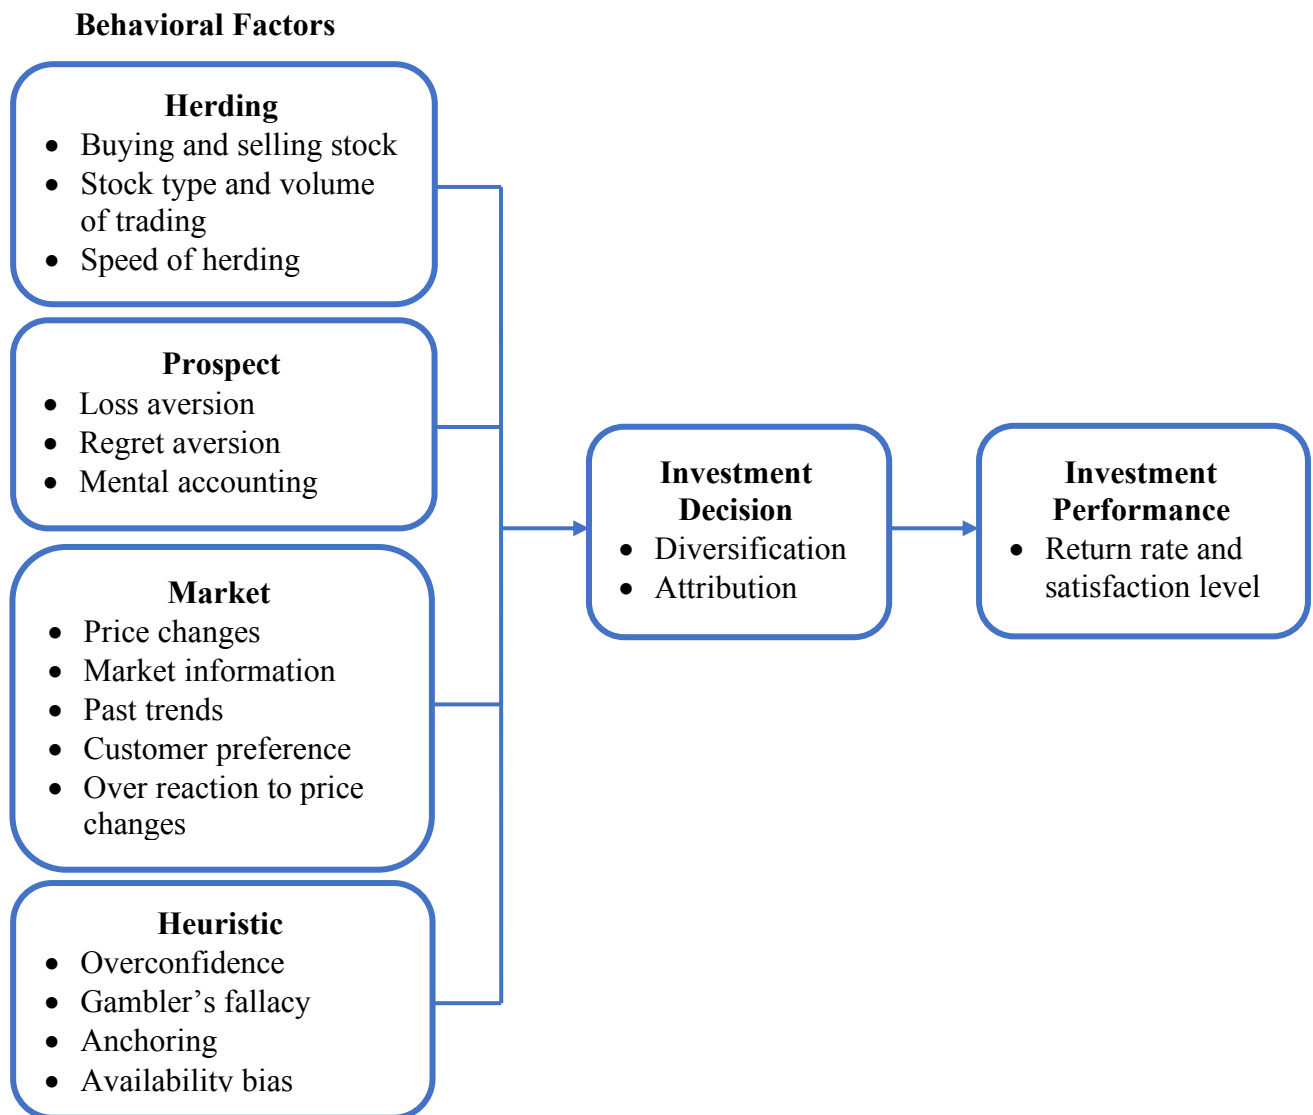 Behavioral Factors
Herding
• Buying and selling stock
• Stock type and volume
of trading
• Speed of herding
Prospect
• Loss aversion
• Regret aversion
• Mental accounting
Market
• Price changes
• Market information
• Past trends
• Customer preference
• Over reaction to price
changes
Heuristic
• Overconfidence
• Gambler’s fallacy
• Anchoring
• Availability bias
Investment
Decision
• Diversification
• Attribution
Investment
Performance
• Return rate and
satisfaction level